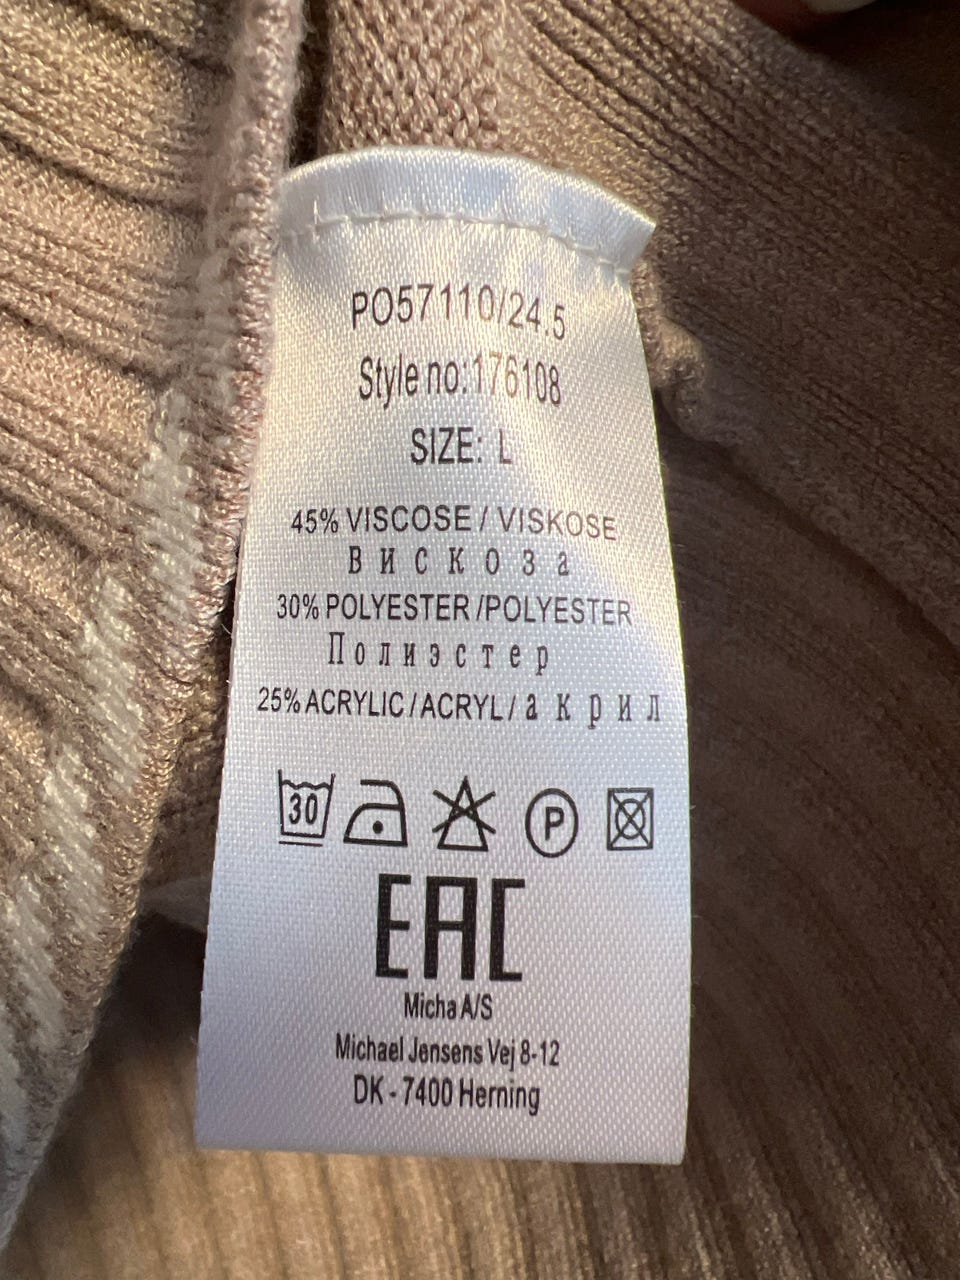 PO57110/24.5
Style no:176108
SIZE: L
45% VISCOSE / VISKOSE
Вискоза
30% POLYESTER /POLYESTER
Полиэстер
25% ACRYLIC/ACRYL/акрил
30 P
EAC
Micha A/S
Michael Jensens Vej 8-12
DK - 7400 Herning